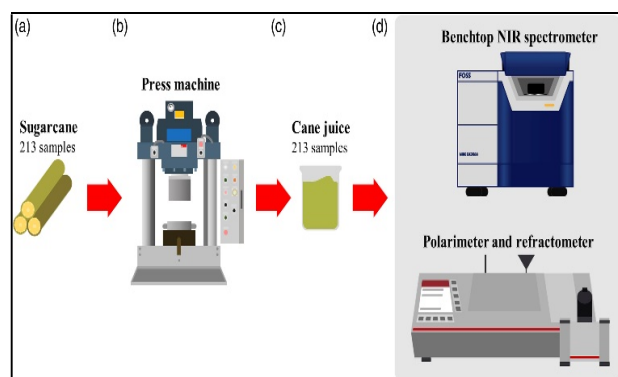 (a)
(b)
(c)
(d)
Benchtop NIR spectrometer
Press machine
FOSS
Sugarcane
213 samples
Cane juice
213 samples
Polarimeter and refractometer